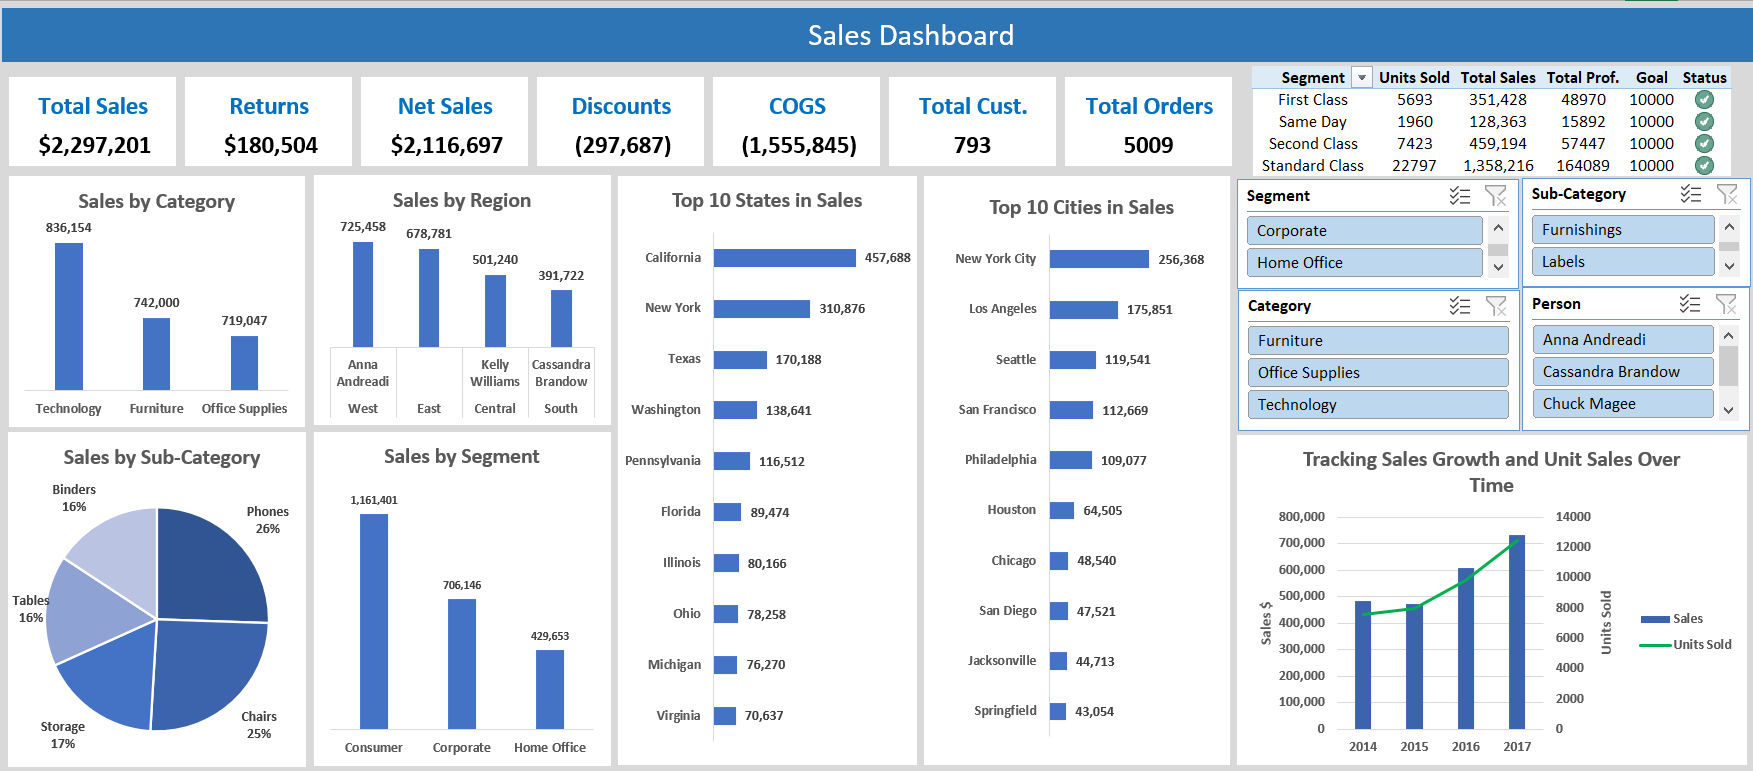 Sales Dashboard
Total Sales
$2,297,201
Returns
$180,504
Net Sales
$2,116,697
Discounts
(297,687)
COGS
(1,555,845)
Total Cust.
793
Total Orders
5009
Segment Units Sold Total Sales Total Prof. Goal Status
First Class 5693 351,428 48970 10000
Same Day 1960 128,363 15892 10000
Second Class 7423 459,194 57447 10000
Standard Class 22797 1,358,216 164089 10000
Sales by Category
836,154
742,000
719,047
Technology Furniture Office Supplies
Sales by Region
725,458
678,781
501,240
391,722
Anna
Andreadi
Kelly
Williams
Cassandra
Brandow
West East Central South
Top 10 States in Sales
California 457,688
New York 310,876
Texas 170,188
Washington 138,641
Pennsylvania 116,512
Florida 89,474
Illinois 80,166
Ohio 78,258
Michigan 76,270
Virginia 70,637
Top 10 Cities in Sales
New York City 256,368
Los Angeles 175,851
Seattle 119,541
San Francisco 112,669
Philadelphia 109,077
Houston 64,505
Chicago 48,540
San Diego 47,521
Jacksonville 44,713
Springfield 43,054
Segment
Corporate
Home Office
Sub-Category
Furnishings
Labels
Category
Furniture
Office Supplies
Technology
Person
Anna Andreadi
Cassandra Brandow
Chuck Magee
Sales by Sub-Category
Binders
16%
Phones
26%
Tables
16%
Storage
17%
Chairs
25%
Sales by Segment
1,161,401
706,146
429,653
Consumer Corporate Home Office
Tracking Sales Growth and Unit Sales Over
Time
800,000
700,000
600,000
500,000
400,000
300,000
200,000
100,000
0
Sales $
14000
12000
10000
8000
6000
4000
2000
0
Units Sold
2014 2015 2016 2017
Sales
Units Sold